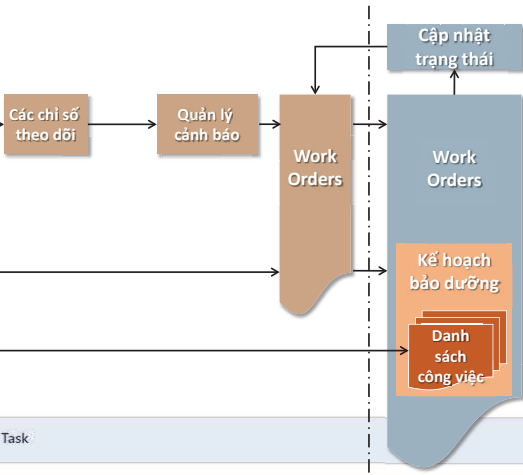 Cập nhật
trạng thái
Các chỉ số
theo dõi
Quản lý
cảnh báo
Work
Orders
Work
Orders
Kế hoạch
bảo dưỡng
Danh
sách
công việc
Task